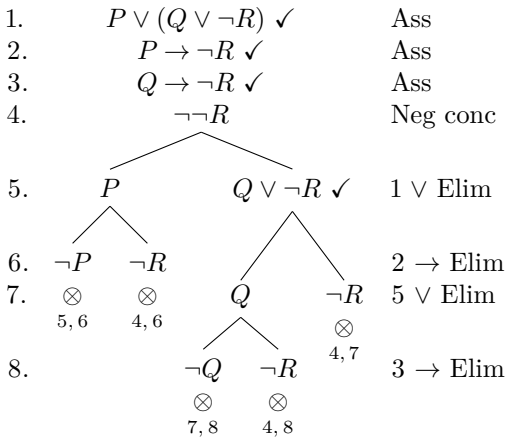 1. P ∨ (Q ∨ ¬R) ✓ Ass
2. P → ¬R ✓ Ass
3. Q → ¬R ✓ Ass
4. ¬¬R Neg conc
5. P Q ∨ ¬R ✓ 1 ∨ Elim
6. ¬P ¬R 2 → Elim
7. ⊗ ⊗ Q ¬R 5 ∨ Elim
5, 6 4, 6 ⊗
4, 7
8. ¬Q ¬R 3 → Elim
⊗ ⊗
7, 8 4, 8